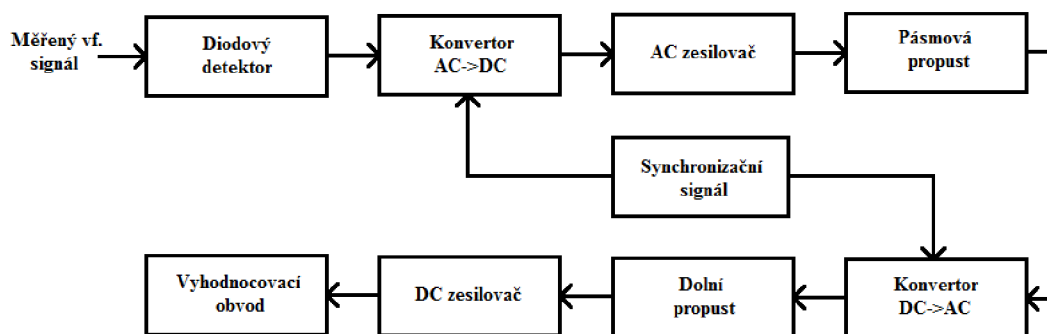 Měřený vf.
signál
Diodový
detektor
Konvertor
AC->DC
AC zesilovač
Pásmová
propust
Synchronizační
signál
Vyhodnocovací
obvod
DC zesilovač
Dolní
propust
Konvertor
DC->AC